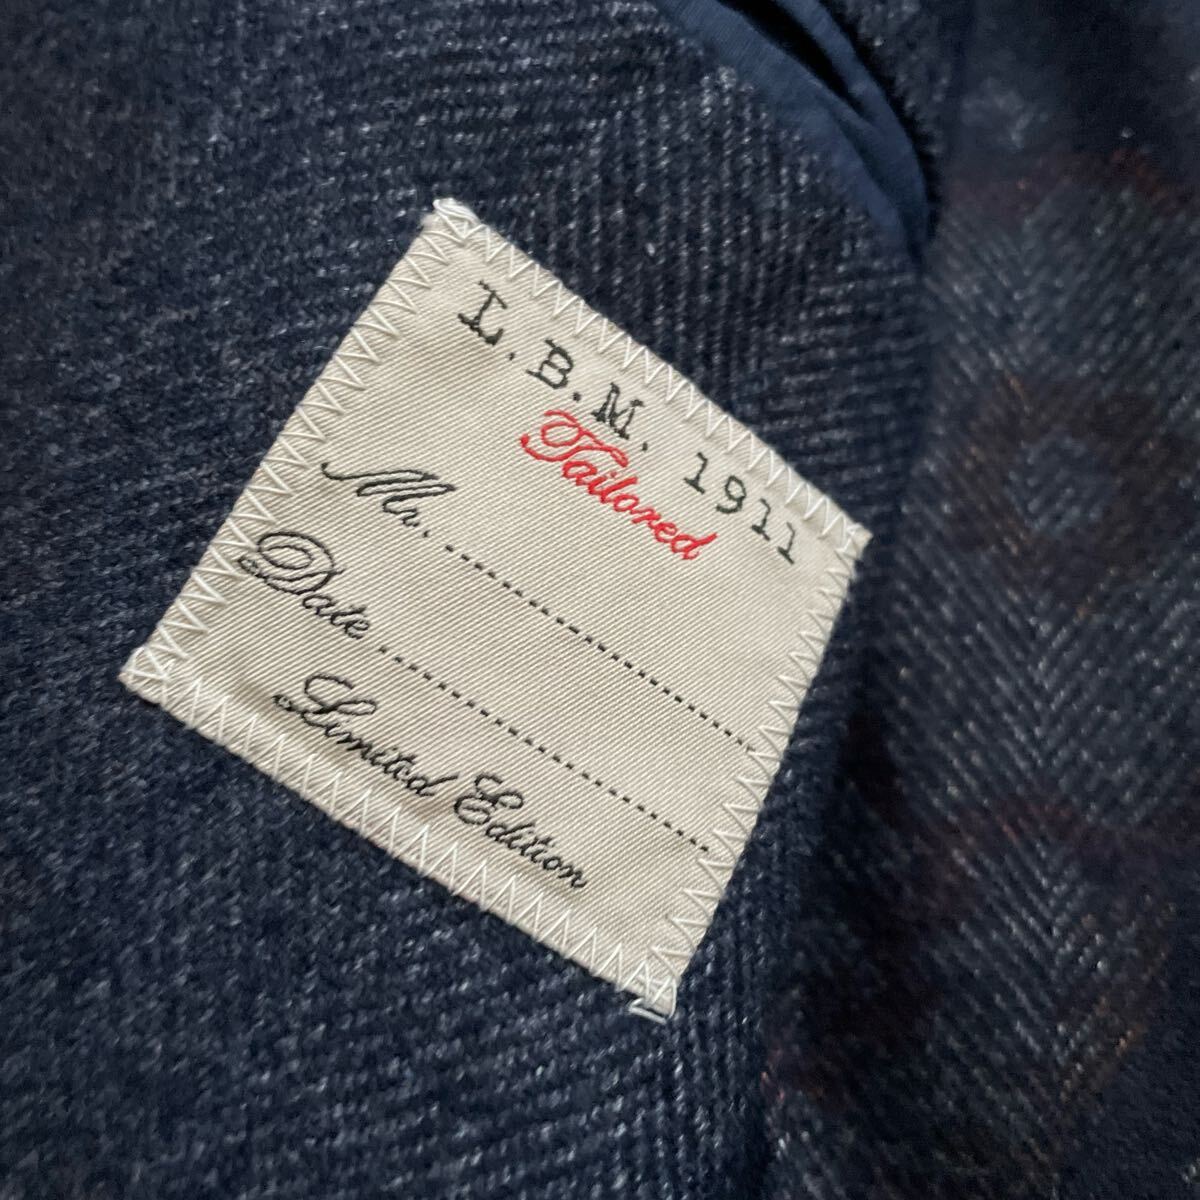 L.B.M. 1911
Tailored
Mr. ........................
Date ........................
Limited Edition